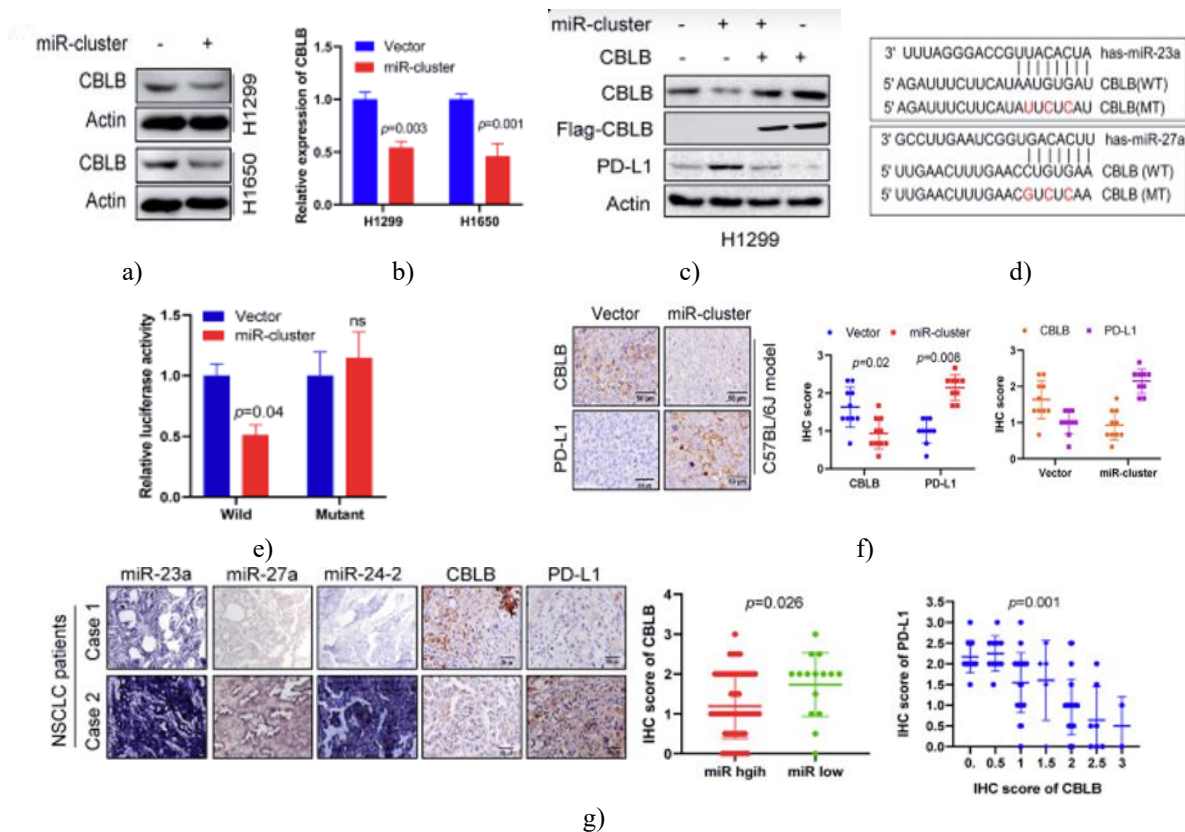 miR-cluster - +
CBLB
Actin
H1299
CBLB
Actin
H1650
a)
Relative expression of CBLB
Vector
miR-cluster
1.5
1.0
0.5
0.0
p=0.003
p=0.001
H1299 H1650
b)
miR-cluster - + + -
CBLB - - + +
CBLB
Flag-CBLB
PD-L1
Actin
H1299
c)
3' UUUAGGGACCGUUACACUA has-miR-23a
5'AGAUUUCUUCAUAAUGUGAU CBLB(WT)
5'AGAUUUCUUCAUAUUCUCAU CBLB(MT)
3' GCCUUGAAUCGGUGACACUU has-miR-27a
5'UUGAACUUUGAACCUGUGAA CBLB (WT)
5'UUGAACUUUGAACGUCUCAA CBLB (MT)
d)
Relative luciferase activity
Vector
miR-cluster
1.5
1.0
0.5
0.0
p=0.04
ns
Wild Mutant
e)
Vector miR-cluster
CBLB
PD-L1
C57BL/6J model
Vector miR-cluster
IHC score
3
2
1
0
p=0.02 p=0.008
CBLB PD-L1
CBLB PD-L1
IHC score
3
2
1
0
Vector miR-cluster
f)
miR-23a miR-27a miR-24-2 CBLB PD-L1
NSCLC patients
Case 1
Case 2
IHC score of CBLB
4
3
2
1
0
p=0.026
miR hgih miR low
IHC score of PD-L1
3.5
3.0
2.5
2.0
1.5
1.0
0.5
0.0
p=0.001
0. 0.5 1 1.5 2 2.5 3
IHC score of CBLB
g)